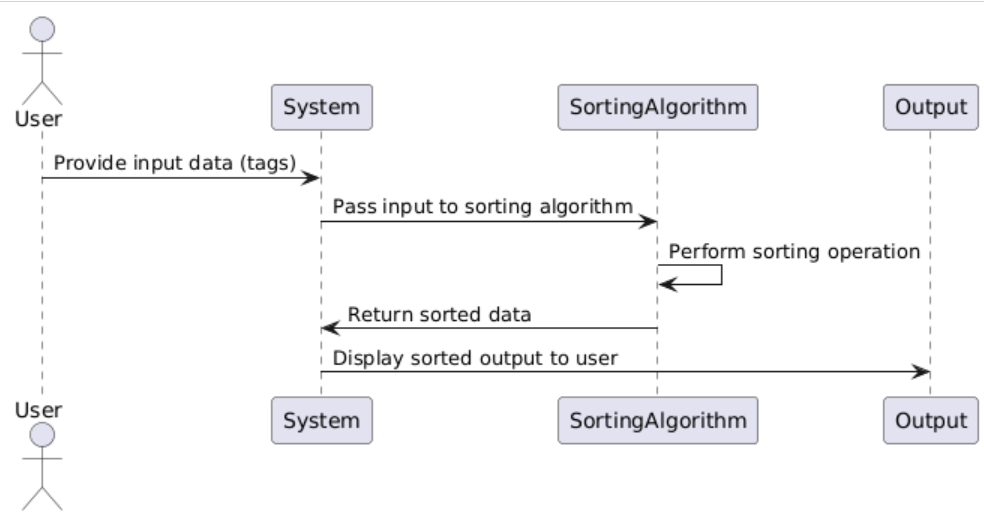 User
System
SortingAlgorithm
Output
Provide input data (tags)
Pass input to sorting algorithm
Perform sorting operation
Return sorted data
Display sorted output to user
User
System
SortingAlgorithm
Output